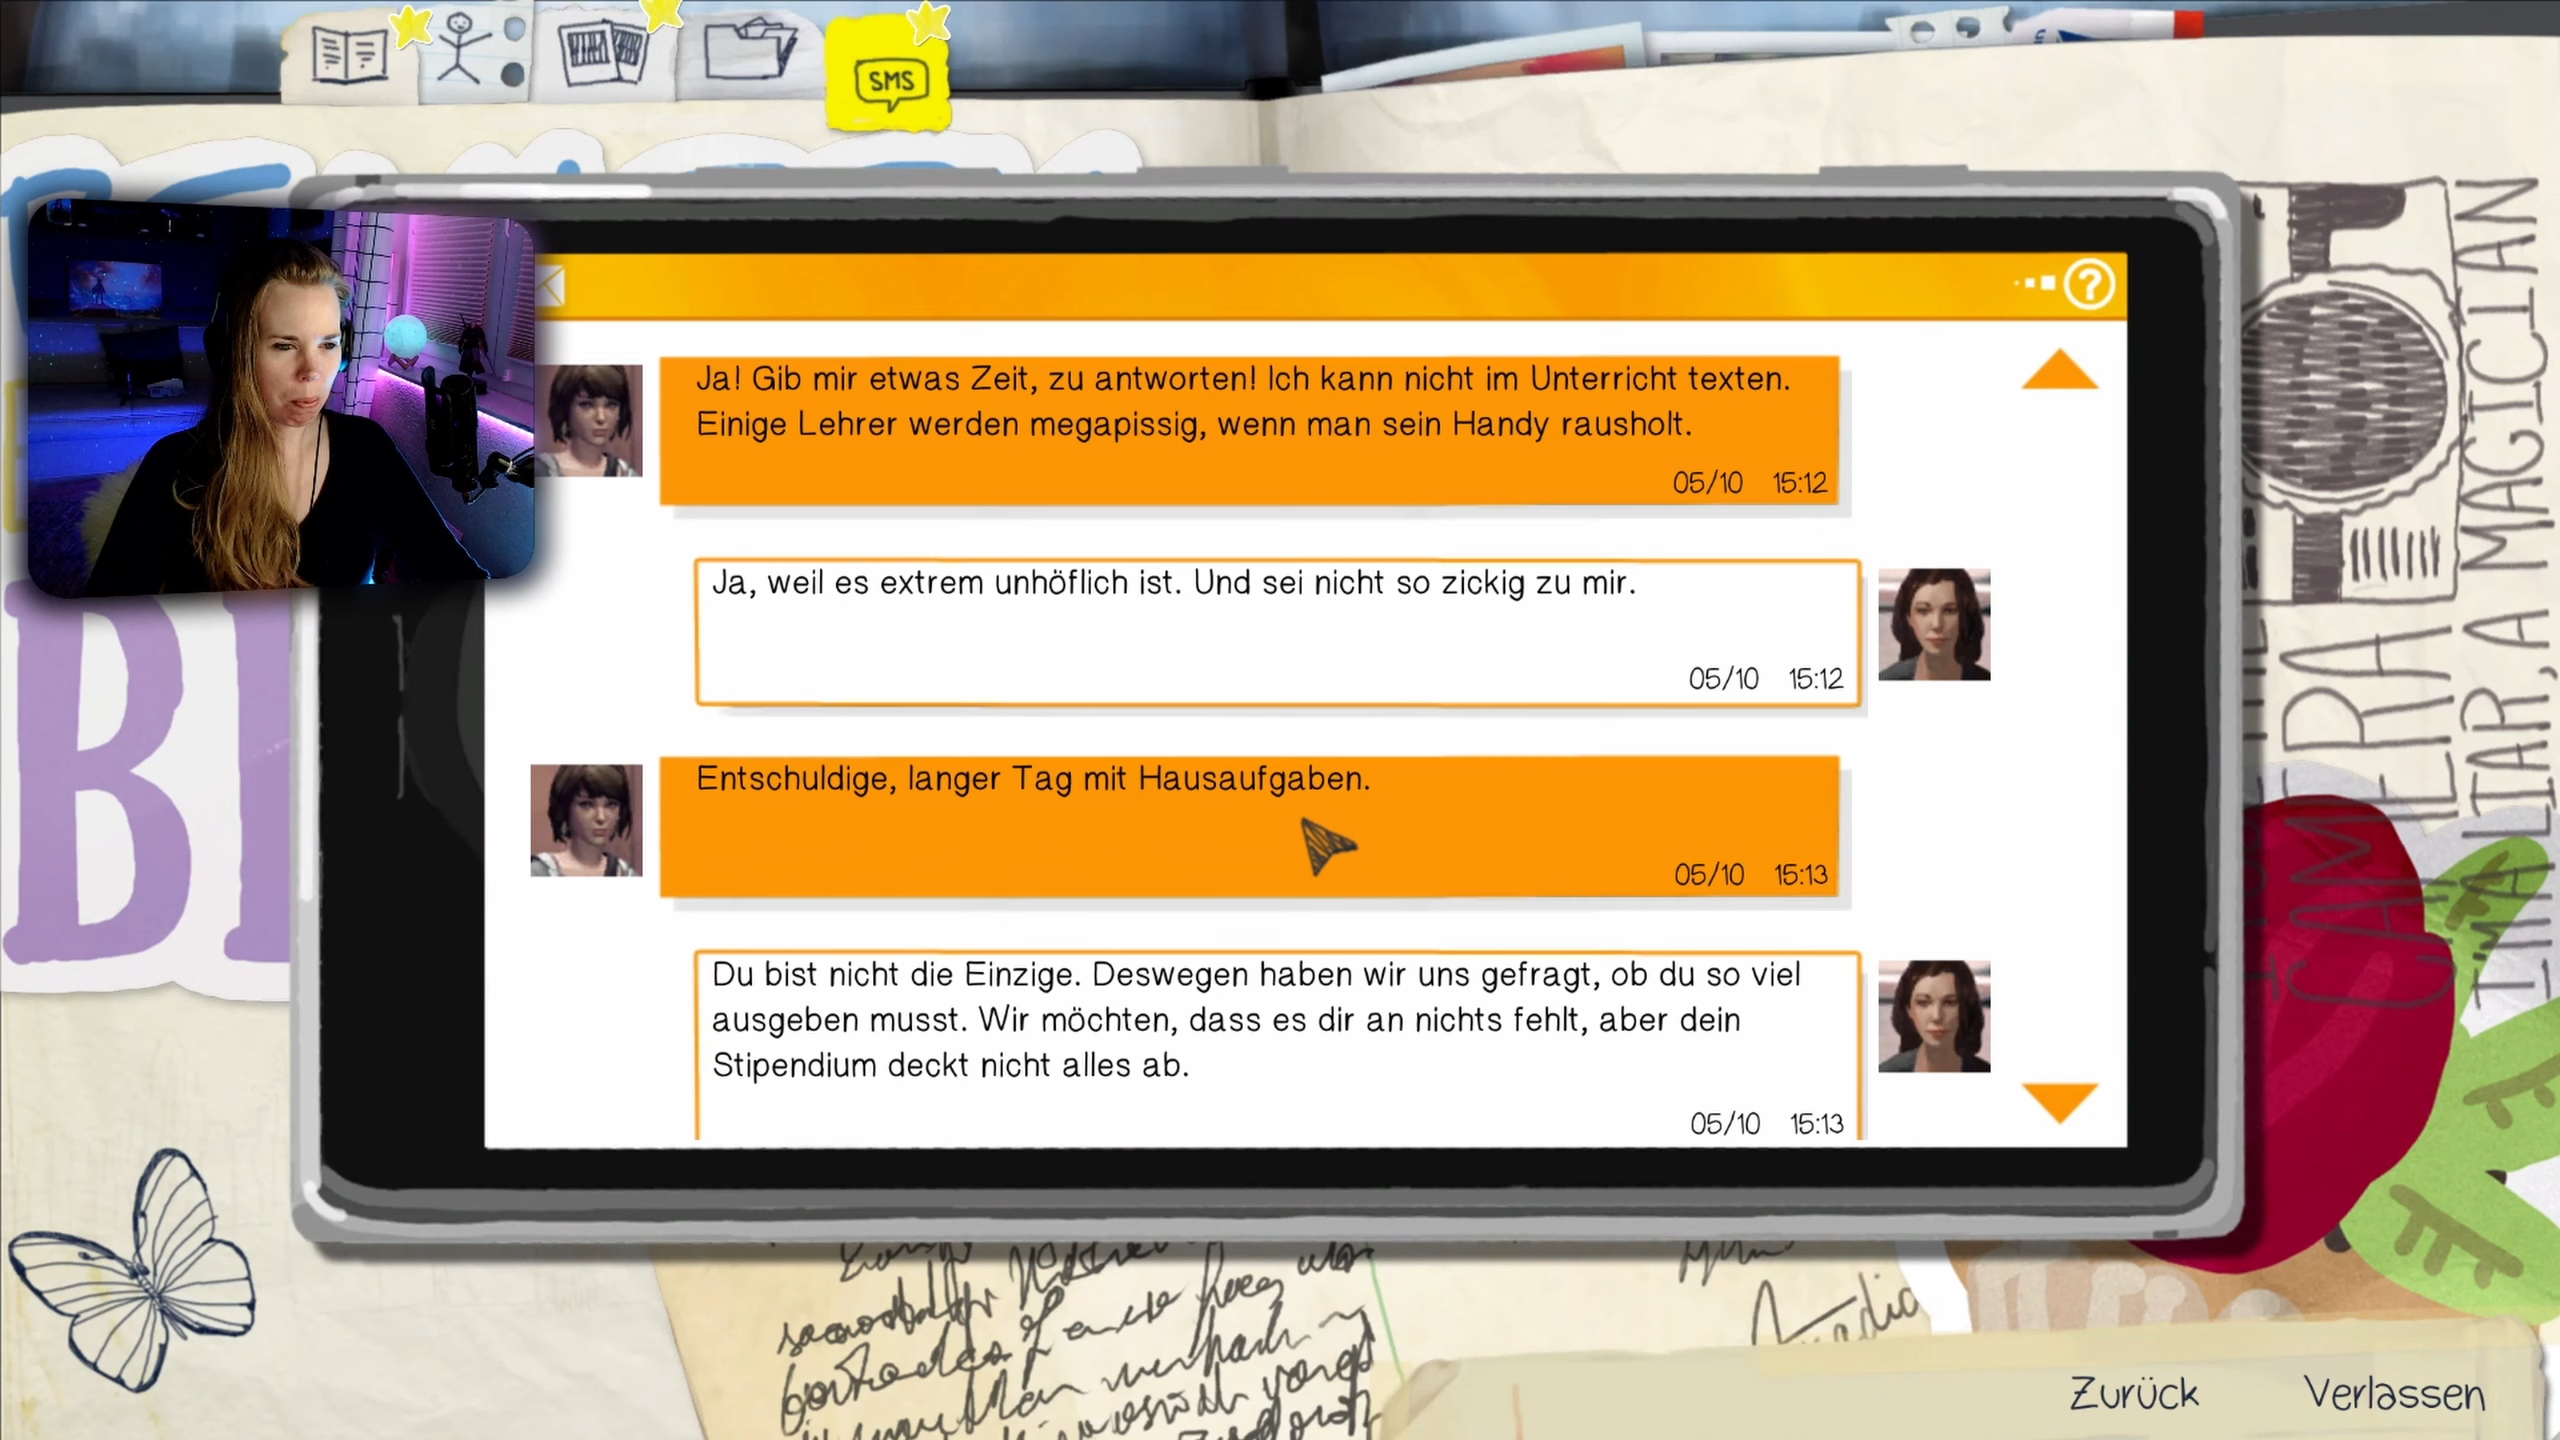 SMS
Ja! Gib mir etwas Zeit, zu antworten! Ich kann nicht im Unterricht texten.
Einige Lehrer werden megapissig, wenn man sein Handy rausholt.
05/10 15:12
Ja, weil es extrem unhöflich ist. Und sei nicht so zickig zu mir.
05/10 15:12
Entschuldige, langer Tag mit Hausaufgaben.
05/10 15:13
Du bist nicht die Einzige. Deswegen haben wir uns gefragt, ob du so viel
ausgeben musst. Wir möchten, dass es dir an nichts fehlt, aber dein
Stipendium deckt nicht alles ab.
05/10 15:13
CAMERA
FAMILIAR, A MAGICIAN
Zurück
Verlassen